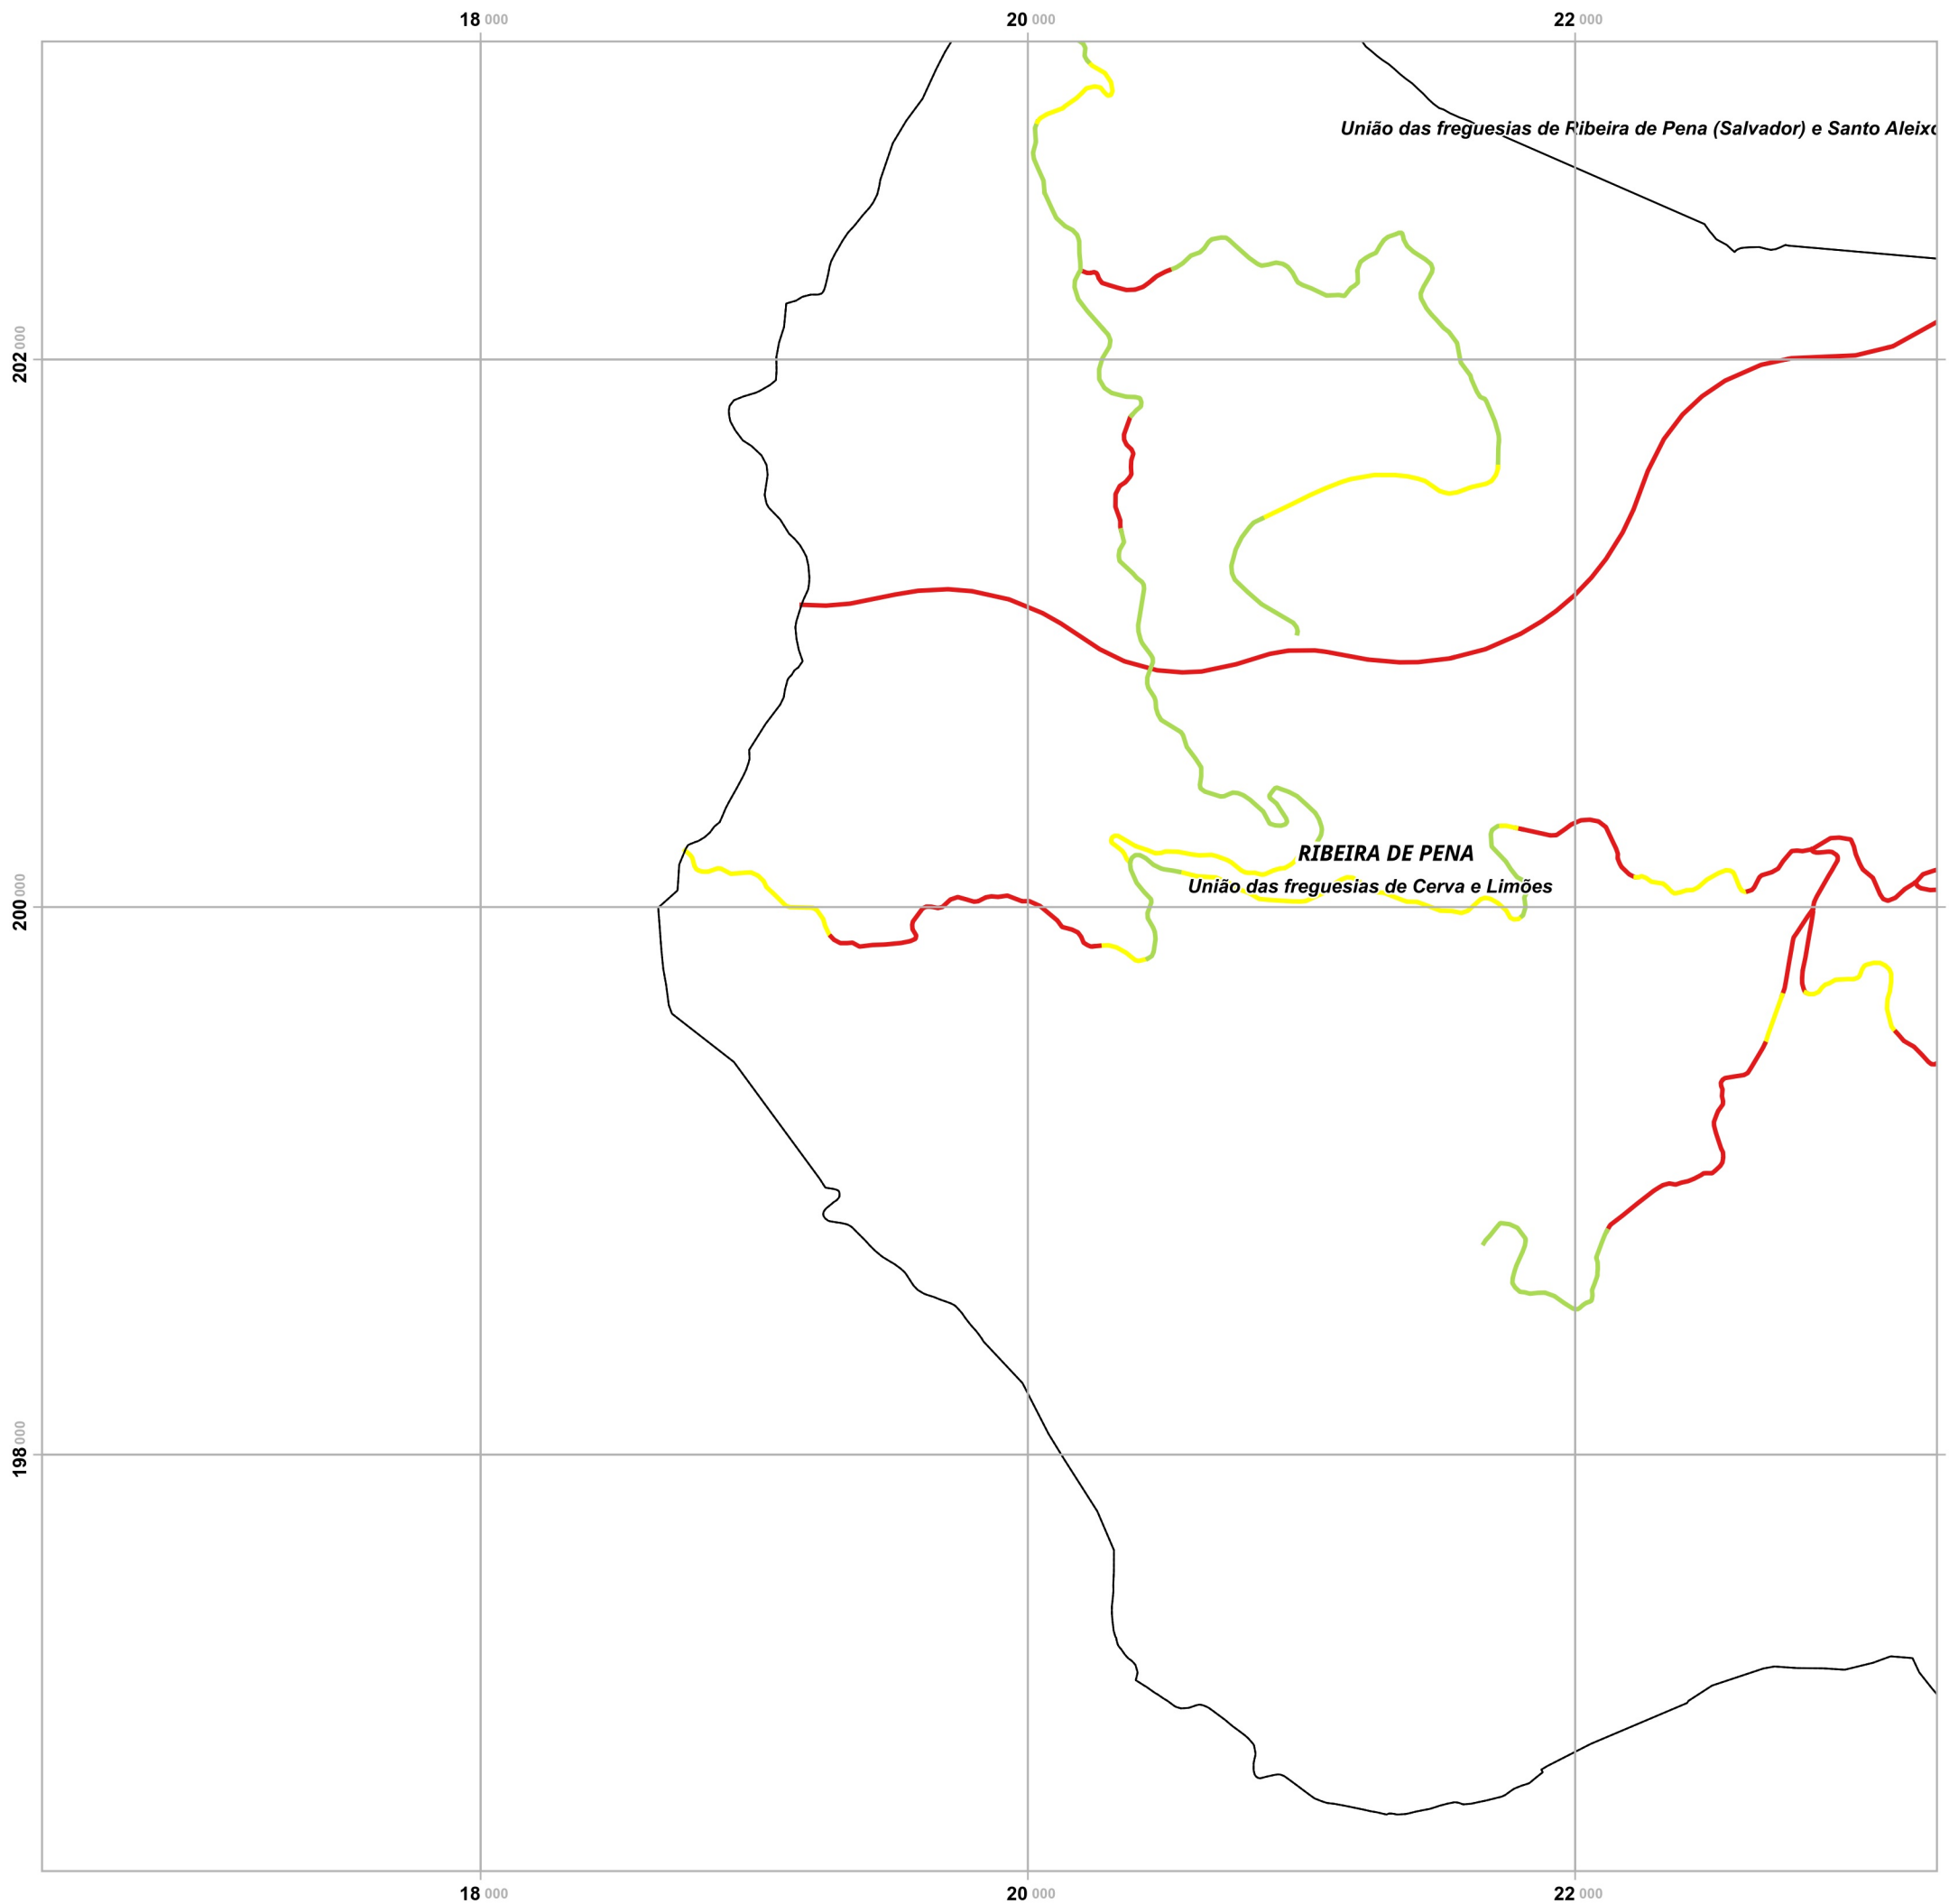 18 000 20 000 22 000
União das freguesias de Ribeira de Pena (Salvador) e Santo Aleixo
202 000
RIBEIRA DE PENA
União das freguesias de Cerva e Limões
200 000
198 000
18 000 20 000 22 000